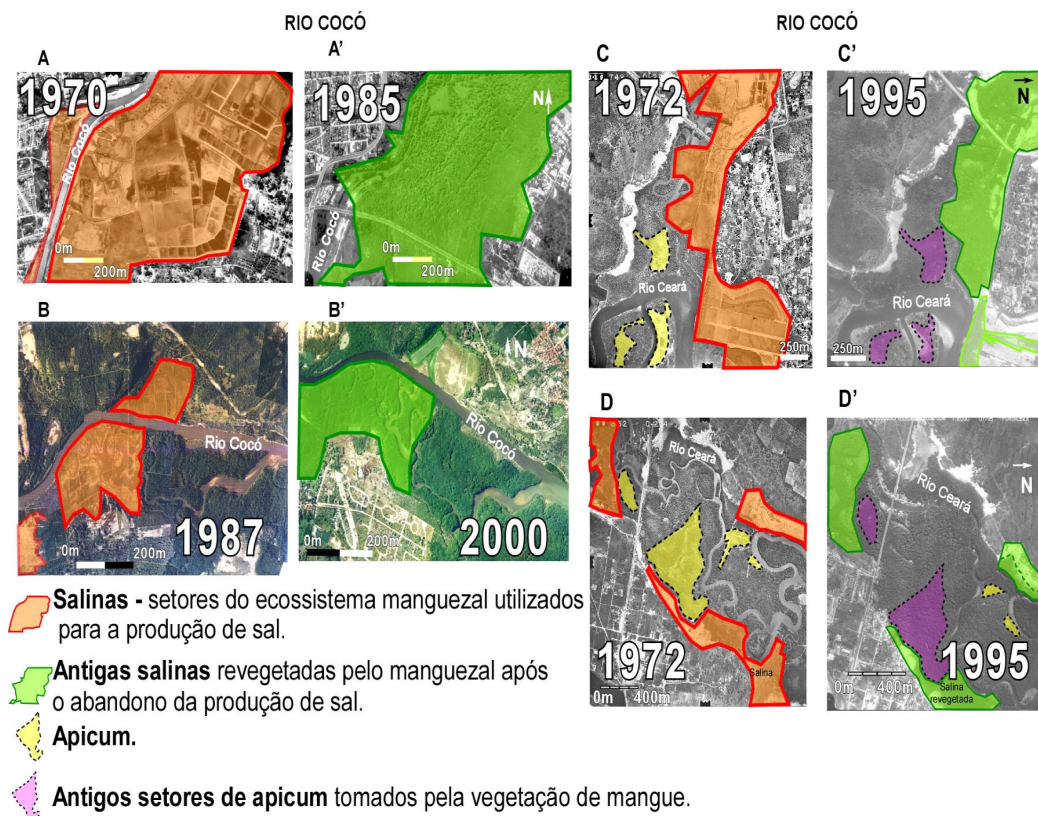 RIO COCÓ
RIO COCÓ
A
1970
Rio Cocó
0m
200m
A'
1985
N
Rio Cocó
0m
200m
C
1972
Rio Ceará
250m
C'
1995
N
Rio Ceará
250m
B
Rio Cocó
1987
0m
200m
B'
N
Rio Cocó
2000
0m
200m
D
Rio Ceará
1972
Salina
0m
400m
D'
Rio Ceará
N
1995
0m
400m
Salina
revegetada
Salinas - setores do ecossistema manguezal utilizados
para a produção de sal.
Antigas salinas revegetadas pelo manguezal após
o abandono da produção de sal.
Apicum.
Antigos setores de apicum tomados pela vegetação de mangue.